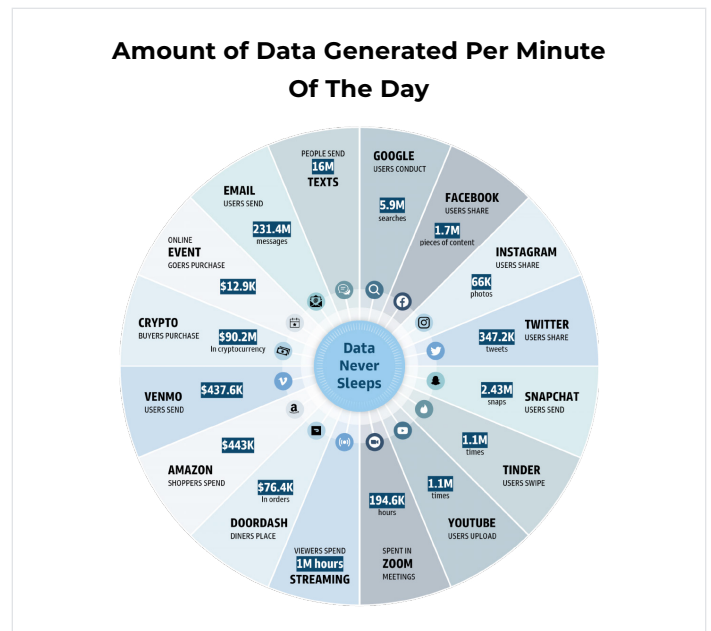 Amount of Data Generated Per Minute
Of The Day
GOOGLE
USERS CONDUCT
5.9M
searches
FACEBOOK
USERS SHARE
1.7M
pieces of content
INSTAGRAM
USERS SHARE
66K
photos
TWITTER
USERS SHARE
347.2K
tweets
SNAPCHAT
USERS SEND
2.43M
snaps
1.1M
times
TINDER
USERS SWIPE
1.1M
times
YOUTUBE
USERS UPLOAD
194.6K
hours
SPENT IN
ZOOM
MEETINGS
VIEWERS SPEND
1M hours
STREAMING
$76.4K
In orders
DOORDASH
DINERS PLACE
$443K
AMAZON
SHOPPERS SPEND
VENMO
USERS SEND
$437.6K
CRYPTO
BUYERS PURCHASE
$90.2M
In cryptocurrency
ONLINE
EVENT
GOERS PURCHASE
$12.9K
EMAIL
USERS SEND
231.4M
messages
PEOPLE SEND
16M
TEXTS
Data
Never
Sleeps